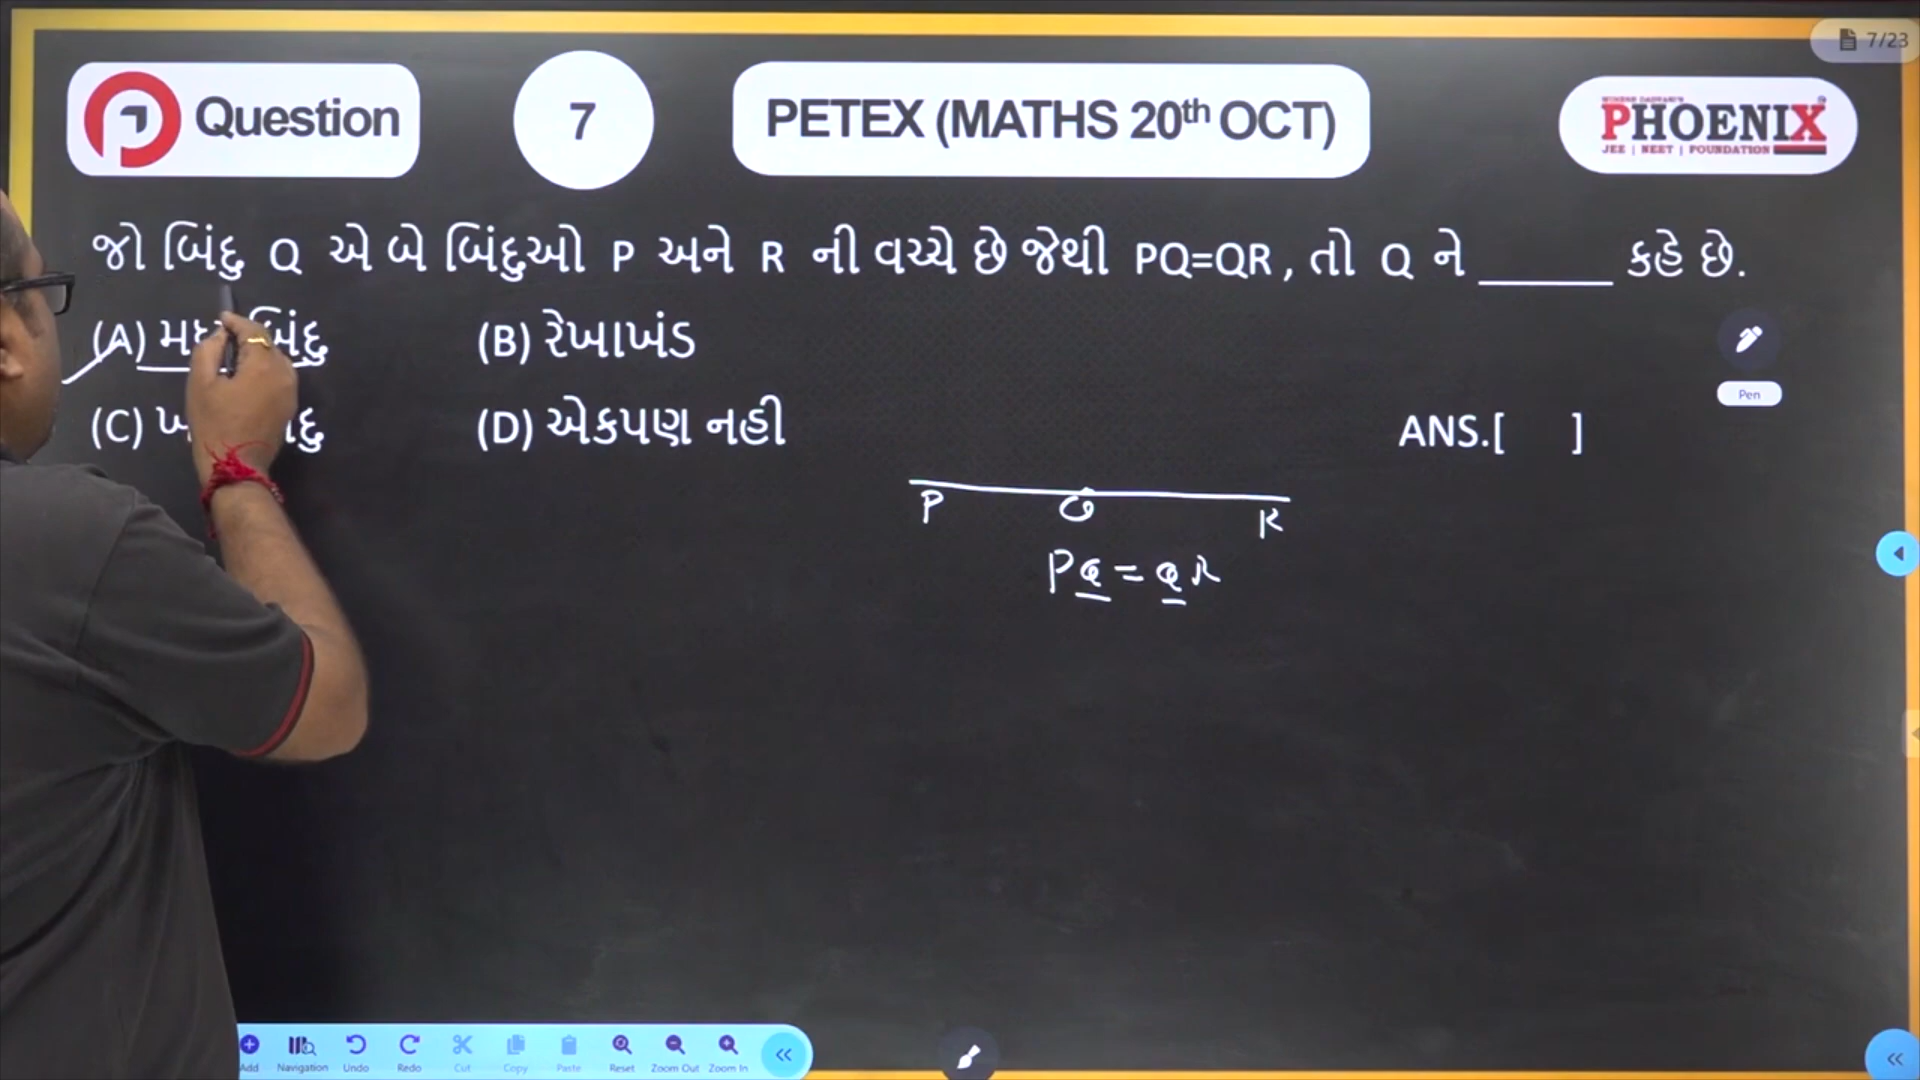 7/23
Question
7
PETEX (MATHS 20th OCT)
PHOENIX
JEE | NEET | FOUNDATION
જો બિંદુ Q એ બે બિંદુઓ P અને R ની વચ્ચે છે જેથી PQ=QR, તો Q ને ______ કહે છે.
(A) (B) રેખાખંડ
(C) (D) એકપણ નહી
ANS.[ ]
Pen
P Q R
PQ = QR
Add Navigation Undo Redo Cut Copy Paste Reset Zoom Out Zoom In